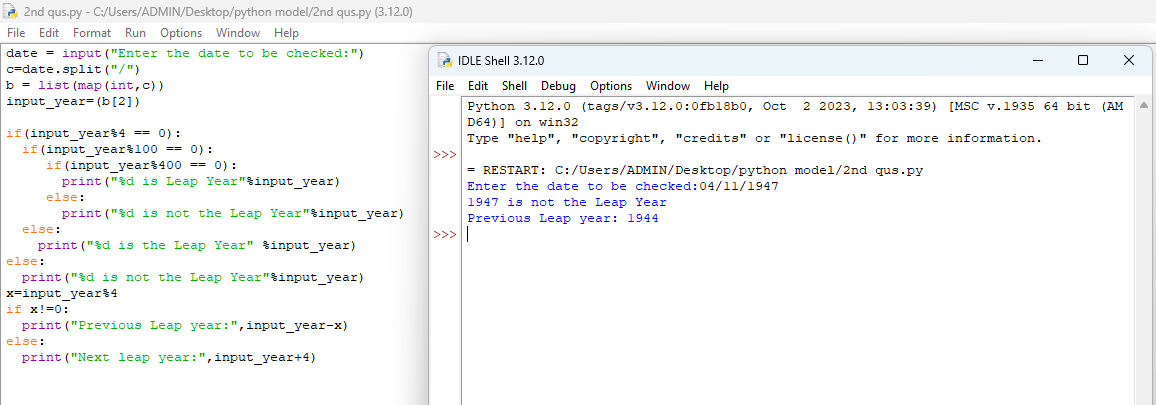 2nd qus.py - C:/Users/ADMIN/Desktop/python model/2nd qus.py (3.12.0)
File Edit Format Run Options Window Help
date = input("Enter the date to be checked:")
c=date.split("/")
b = list(map(int,c))
input_year=(b[2])
if(input_year%4 == 0):
  if(input_year%100 == 0):
     if(input_year%400 == 0):
       print("%d is Leap Year"%input_year)
     else:
       print("%d is not the Leap Year"%input_year)
  else:
    print("%d is the Leap Year" %input_year)
else:
  print("%d is not the Leap Year"%input_year)
x=input_year%4
if x!=0:
  print("Previous Leap year:",input_year-x)
else:
  print("Next leap year:",input_year+4)
IDLE Shell 3.12.0
File Edit Shell Debug Options Window Help
Python 3.12.0 (tags/v3.12.0:0fb18b0, Oct  2 2023, 13:03:39) [MSC v.1935 64 bit (AM
D64)] on win32
Type "help", "copyright", "credits" or "license()" for more information.
>>>
= RESTART: C:/Users/ADMIN/Desktop/python model/2nd qus.py
Enter the date to be checked:04/11/1947
1947 is not the Leap Year
Previous Leap year: 1944
>>>